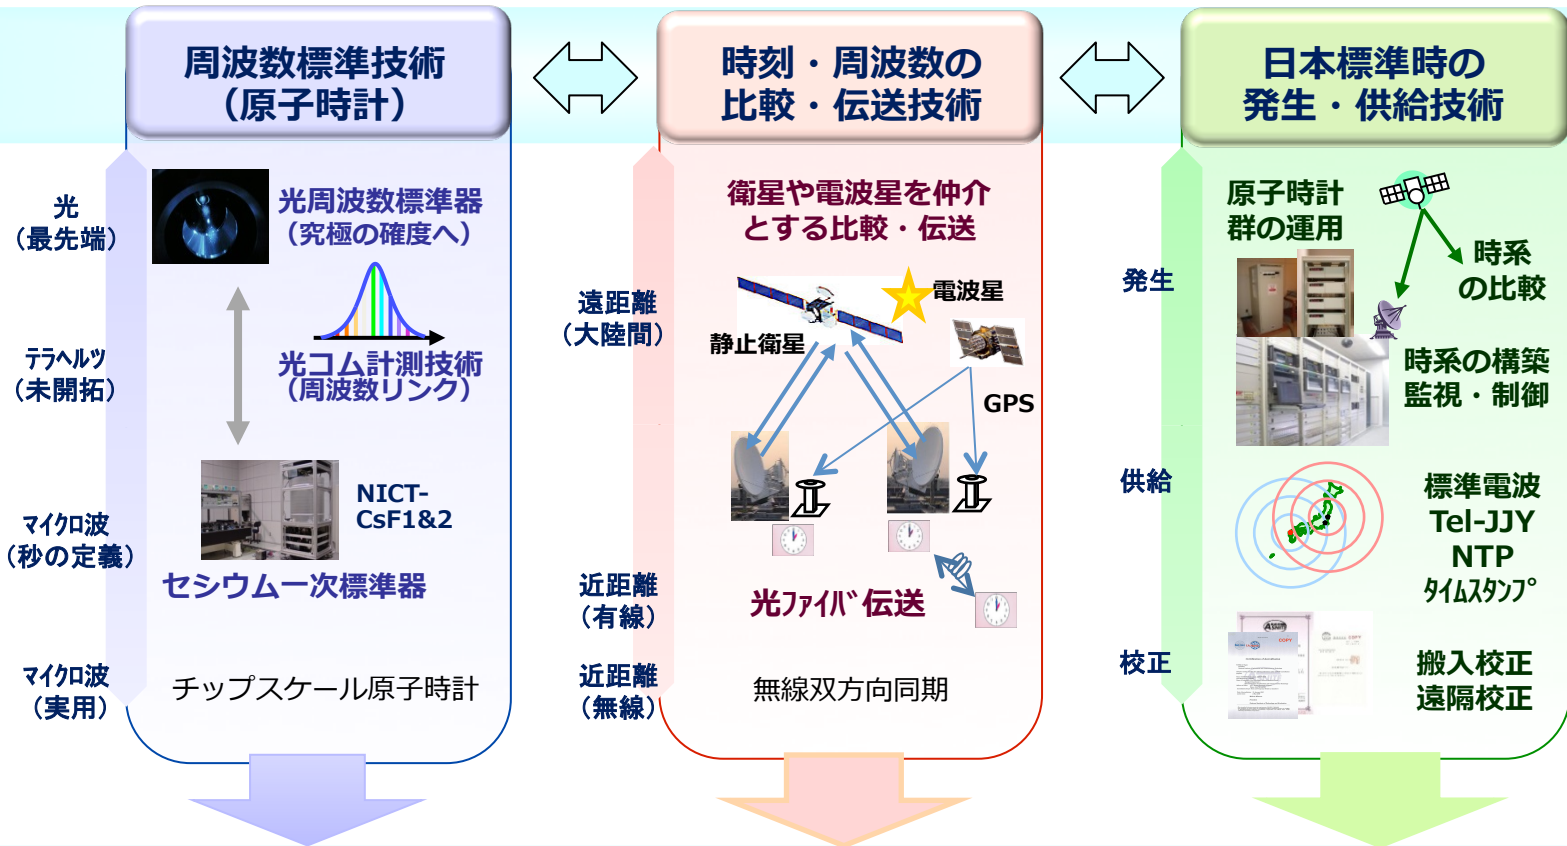 周波数標準技術
（原子時計）
光
（最先端）
光周波数標準器
（究極の確度へ）
ﾃﾗﾍﾙﾂ
（未開拓）
光コム計測技術
（周波数リンク）
ﾏｲｸﾛ波
（秒の定義）
NICT-
CsF1&2
セシウム一次標準器
ﾏｲｸﾛ波
（実用）
チップスケール原子時計
時刻・周波数の
比較・伝送技術
衛星や電波星を仲介
とする比較・伝送
遠距離
（大陸間）
電波星
静止衛星
GPS
近距離
（有線）
光ﾌｧｲﾊﾞ伝送
近距離
（無線）
無線双方向同期
日本標準時の
発生・供給技術
原子時計
群の運用
発生
時系
の比較
時系の構築
監視・制御
供給
標準電波
Tel-JJY
NTP
ﾀｲﾑｽﾀﾝﾌﾟ
校正
搬入校正
遠隔校正
COPY
COPY